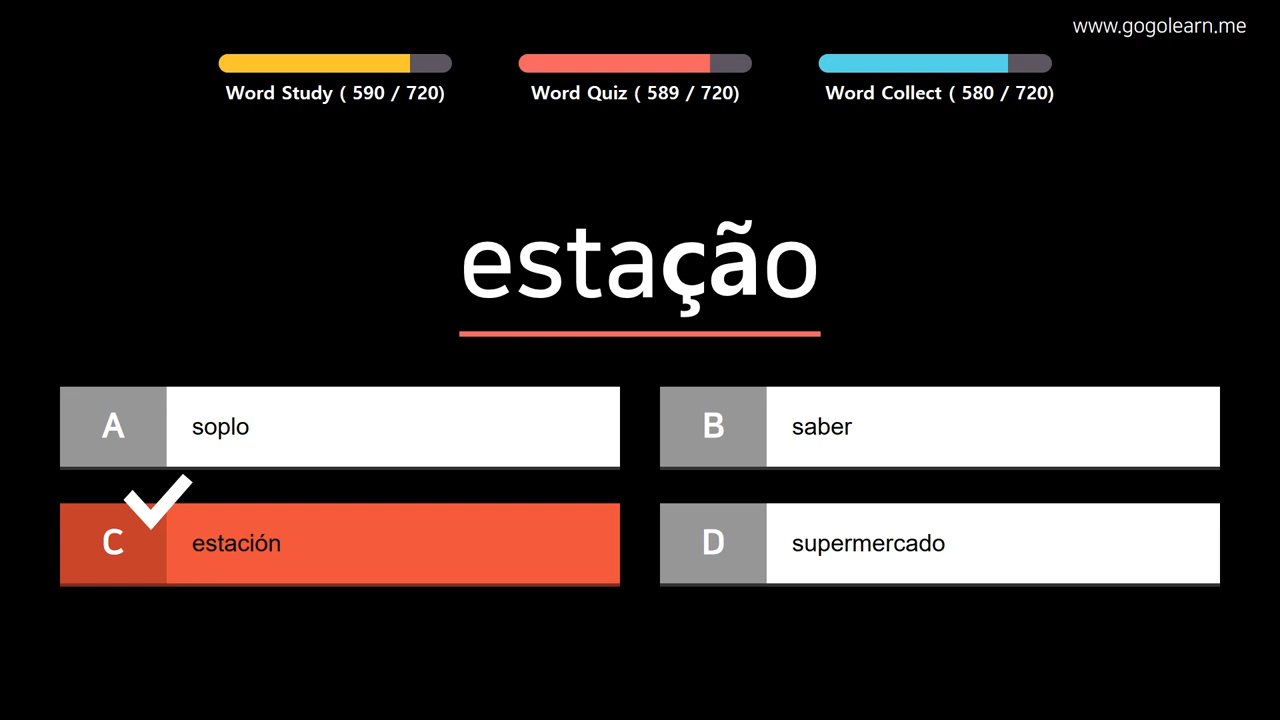 www.gogolearn.me
Word Study ( 590 / 720)
Word Quiz ( 589 / 720)
Word Collect ( 580 / 720)
estação
A soplo
B saber
C estación
D supermercado